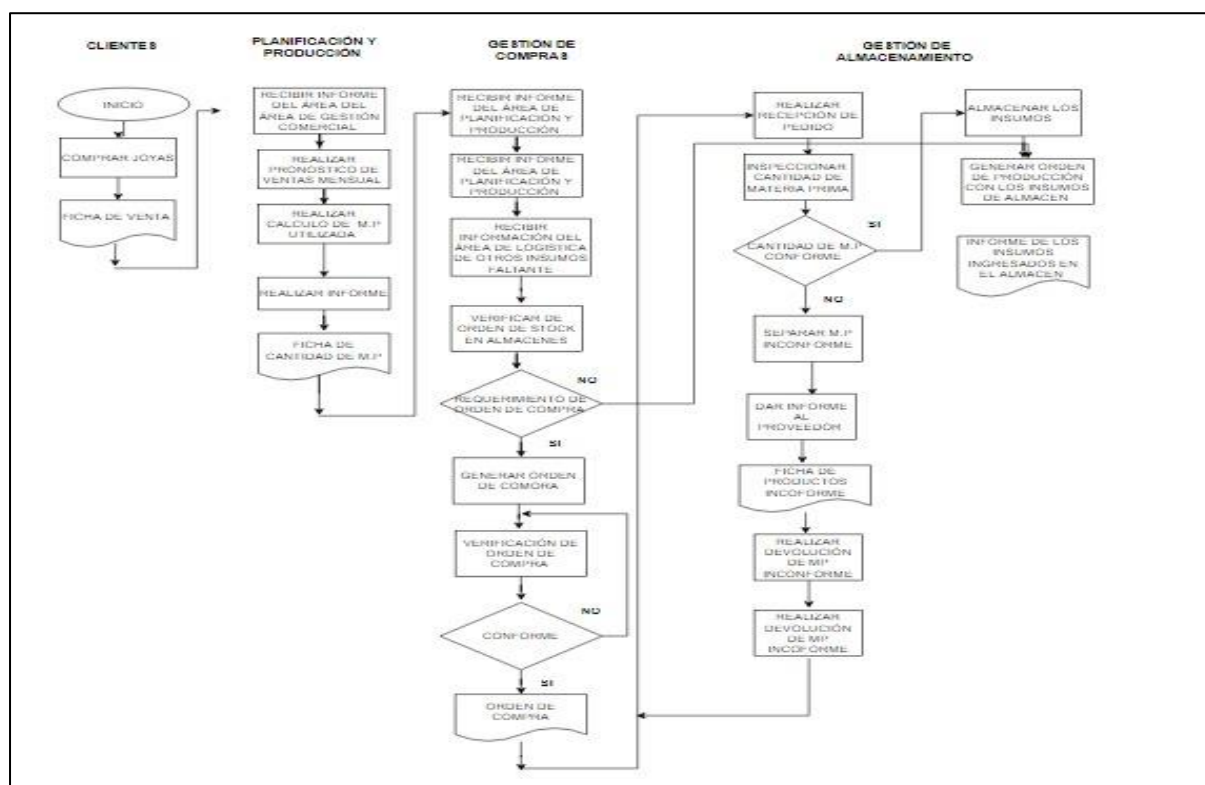 CLIENTES
INICIO
COMPRAR JOYAS
FICHA DE VENTA
PLANIFICACIÓN Y
PRODUCCIÓN
RECIBIR INFORME
DEL ÁREA DEL
ÁREA DE GESTIÓN
COMERCIAL
REALIZAR
PRONÓSTICO DE
VENTAS MENSUAL
REALIZAR
CALCULO DE M.P
UTILIZADA
REALIZAR INFORME
FICHA DE
CANTIDAD DE M.P
GESTIÓN DE
COMPRAS
RECIBIR INFORME
DEL ÁREA DE
PLANIFICACIÓN Y
PRODUCCIÓN
RECIBIR INFORME
DEL ÁREA DE
PLANIFICACIÓN Y
PRODUCCIÓN
RECIBIR
INFORMACIÓN DEL
ÁREA DE LOGÍSTICA
DE OTROS INSUMOS
FALTANTE
VERIFICAR DE
ORDEN DE STOCK
EN ALMACENES
NO
REQUERIMIENTO DE
ORDEN DE COMPRA
SI
GENERAR ORDEN
DE COMORA
VERIFICACIÓN DE
ORDEN DE
COMPRA
NO
CONFORME
SI
ORDEN DE
COMPRA
GESTIÓN DE
ALMACENAMIENTO
REALIZAR
RECEPCIÓN DE
PEDIDO
INSPECCIONAR
CANTIDAD DE
MATERIA PRIMA
SI
CANTIDAD DE M.P
CONFORME
NO
SEPARAR M.P
INCONFORME
DAR INFORME
AL
PROVEEDOR
FICHA DE
PRODUCTOS
INCOFORME
REALIZAR
DEVOLUCIÓN
DE MP
INCONFORME
REALIZAR
DEVOLUCIÓN
DE MP
INCOFORME
ALMACENAR LOS
INSUMOS
GENERAR ORDEN
DE PRODUCCIÓN
CON LOS INSUMOS
DE ALMACEN
INFORME DE LOS
INSUMOS
INGRESADOS EN
EL ALMACEN